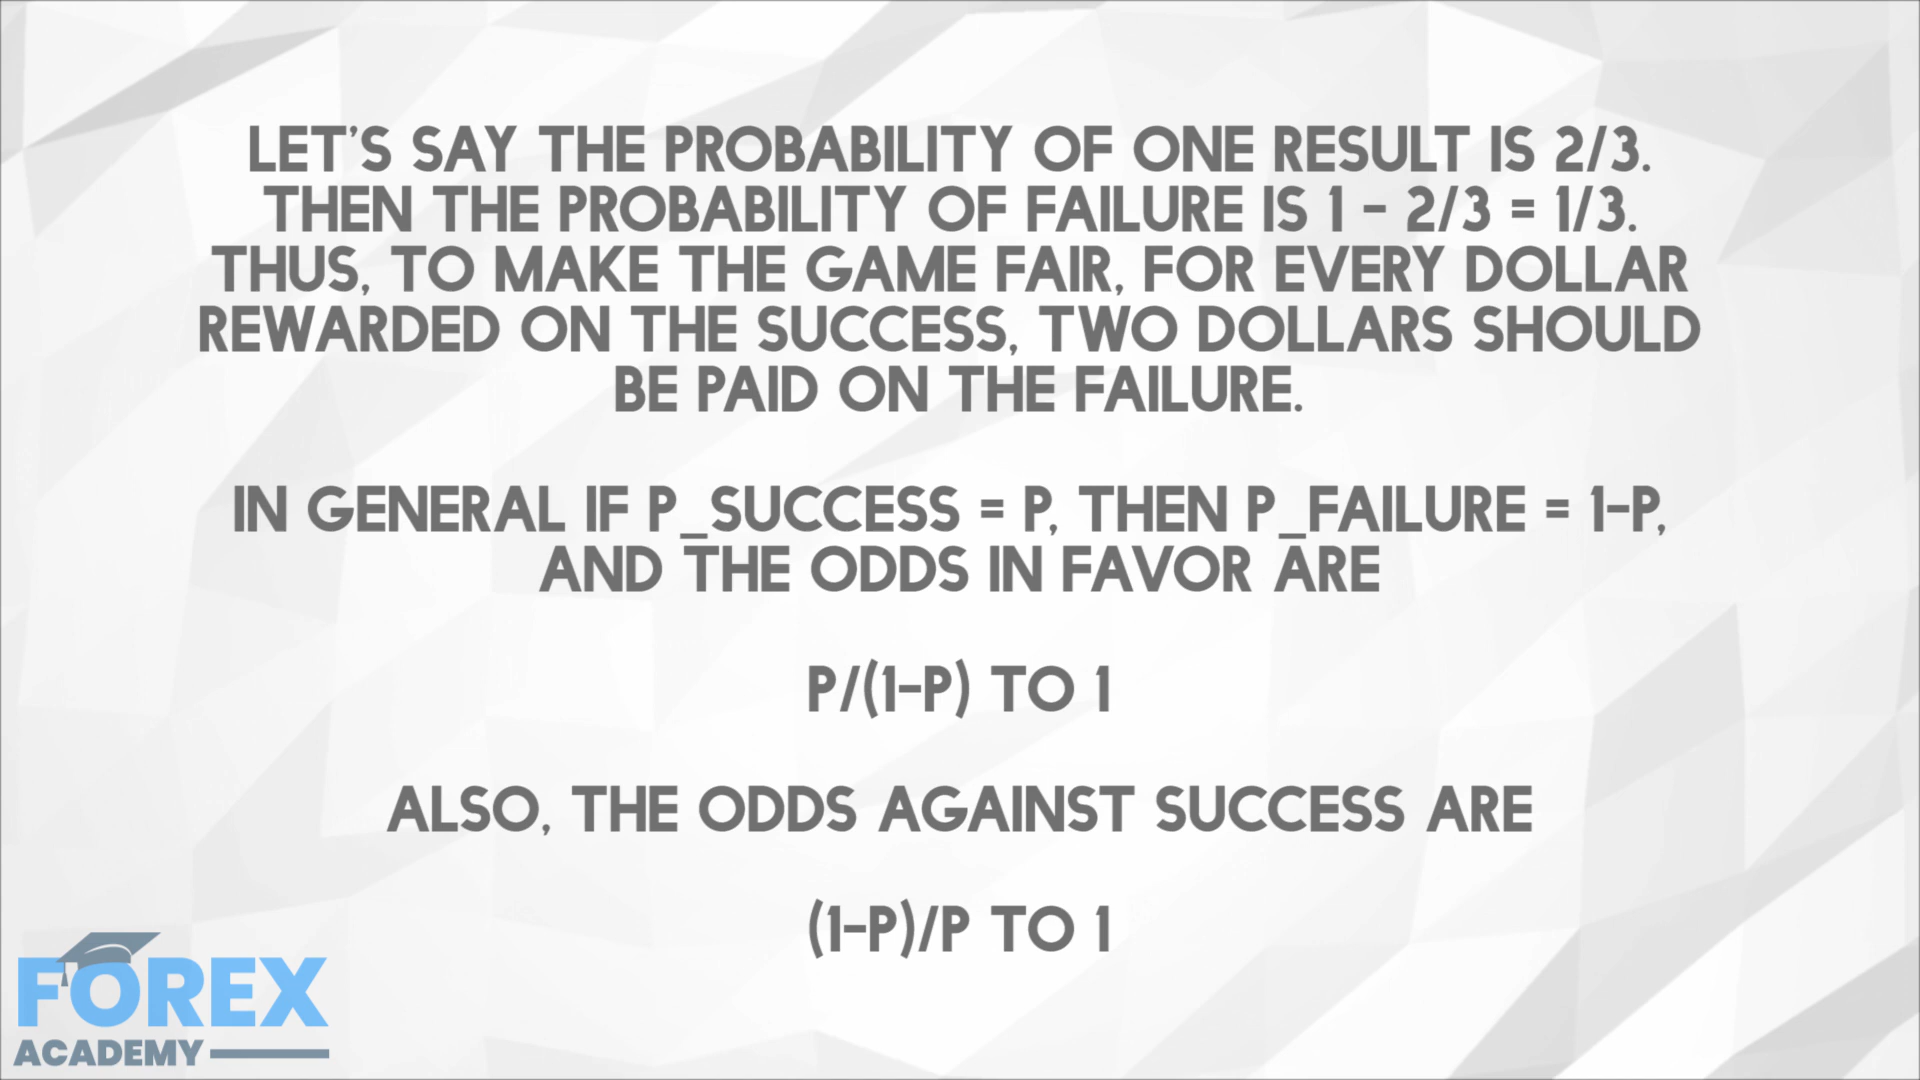 LET'S SAY THE PROBABILITY OF ONE RESULT IS 2/3.
THEN THE PROBABILITY OF FAILURE IS 1 - 2/3 = 1/3.
THUS, TO MAKE THE GAME FAIR, FOR EVERY DOLLAR
REWARDED ON THE SUCCESS, TWO DOLLARS SHOULD
BE PAID ON THE FAILURE.
IN GENERAL IF P_SUCCESS = P, THEN P_FAILURE = 1-P,
AND THE ODDS IN FAVOR ARE
P/(1-P) TO 1
ALSO, THE ODDS AGAINST SUCCESS ARE
(1-P)/P TO 1
FOREX
ACADEMY